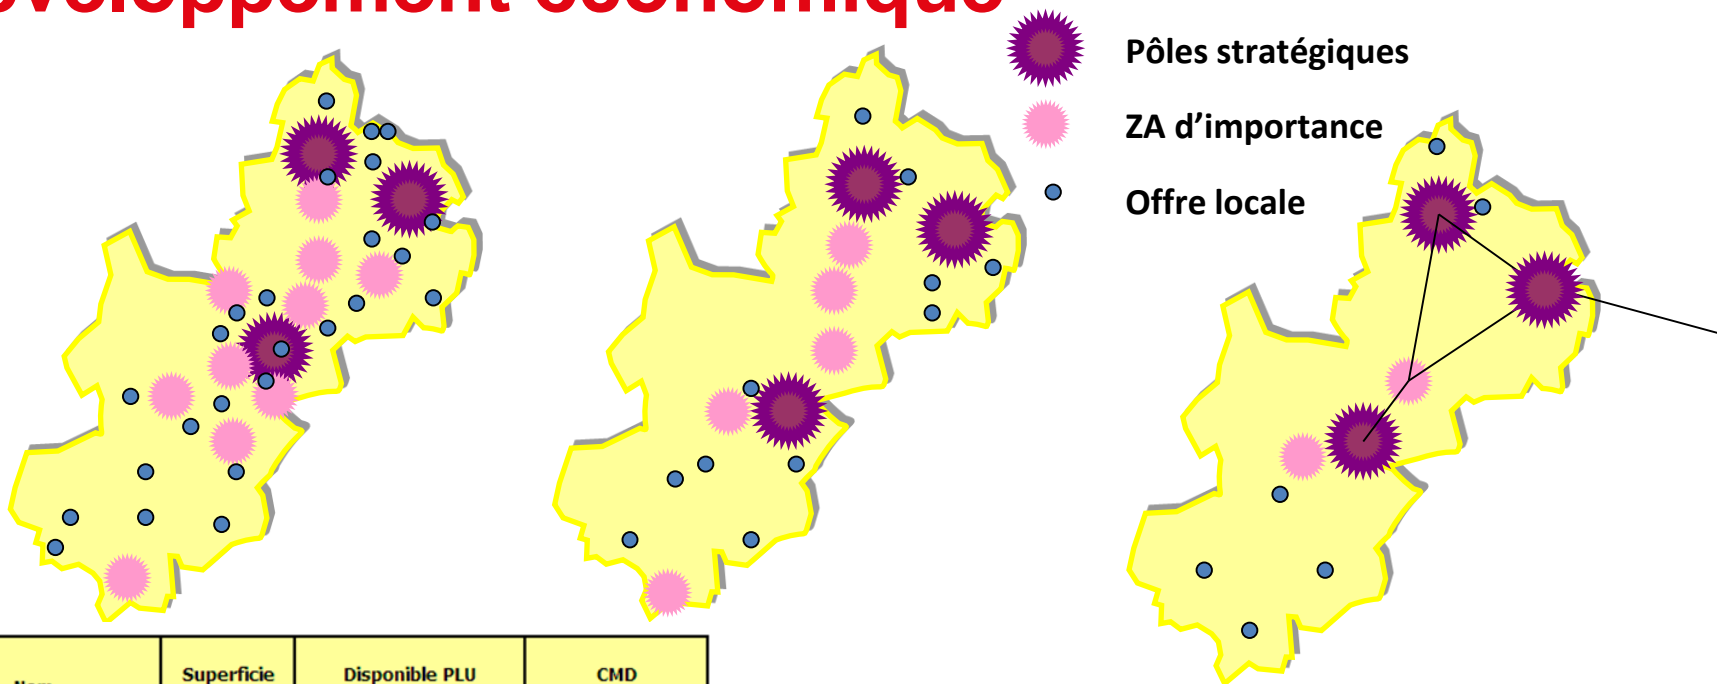 Pôles stratégiques
ZA d'importance
Offre locale
Superficie
Disponible PLU
CMD